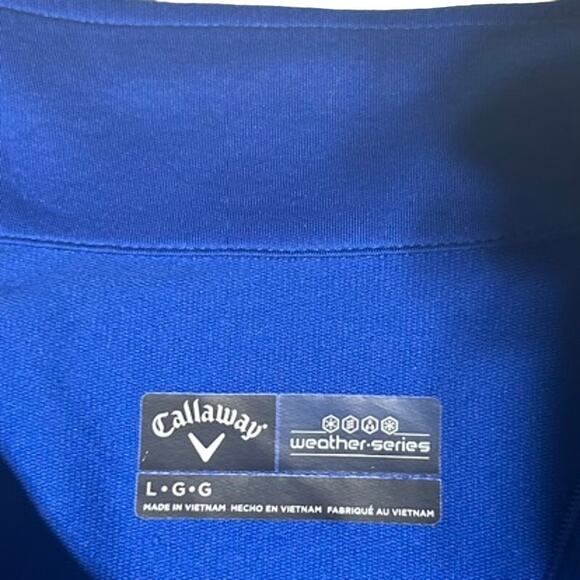 Callaway
weather•series
L•G•G
MADE IN VIETNAM HECHO EN VIETNAM FABRIQUÉ AU VIETNAM